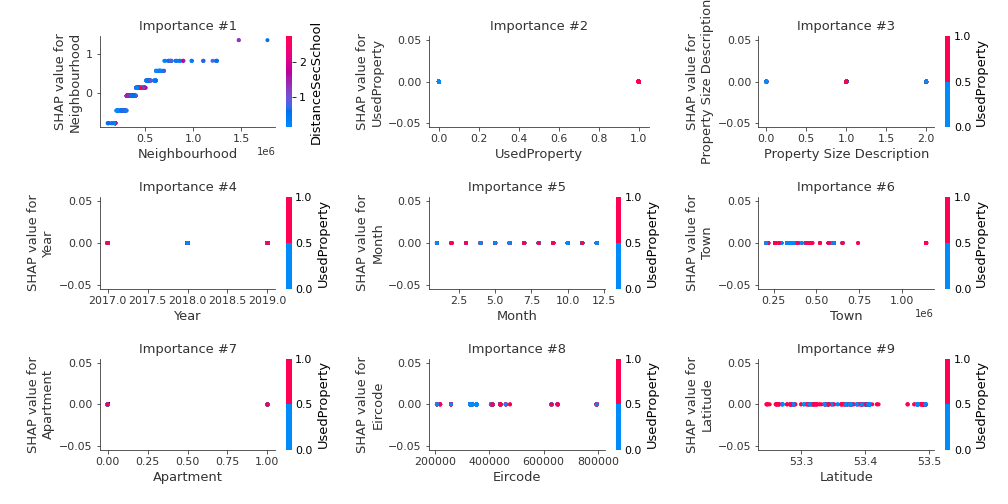 Importance #1
SHAP value for
Neighbourhood
1
0
0.5
1.0
1.5
1e6
Neighbourhood
2
1
DistanceSecSchool
Importance #2
SHAP value for
UsedProperty
0.05
0.00
−0.05
0.0
0.2
0.4
0.6
0.8
1.0
UsedProperty
Importance #3
SHAP value for
Property Size Description
0.05
0.00
−0.05
0.0
0.5
1.0
1.5
2.0
Property Size Description
1.0
0.5
0.0
UsedProperty
Importance #4
SHAP value for
Year
0.05
0.00
−0.05
2017.0
2017.5
2018.0
2018.5
2019.0
Year
1.0
0.5
0.0
UsedProperty
Importance #5
SHAP value for
Month
0.05
0.00
−0.05
2.5
5.0
7.5
10.0
12.5
Month
1.0
0.5
0.0
UsedProperty
Importance #6
SHAP value for
Town
0.05
0.00
−0.05
0.25
0.50
0.75
1.00
1e6
Town
1.0
0.5
0.0
UsedProperty
Importance #7
SHAP value for
Apartment
0.05
0.00
−0.05
0.00
0.25
0.50
0.75
1.00
Apartment
1.0
0.5
0.0
UsedProperty
Importance #8
SHAP value for
Eircode
0.05
0.00
−0.05
200000
400000
600000
800000
Eircode
1.0
0.5
0.0
UsedProperty
Importance #9
SHAP value for
Latitude
0.05
0.00
−0.05
53.3
53.4
53.5
Latitude
1.0
0.5
0.0
UsedProperty